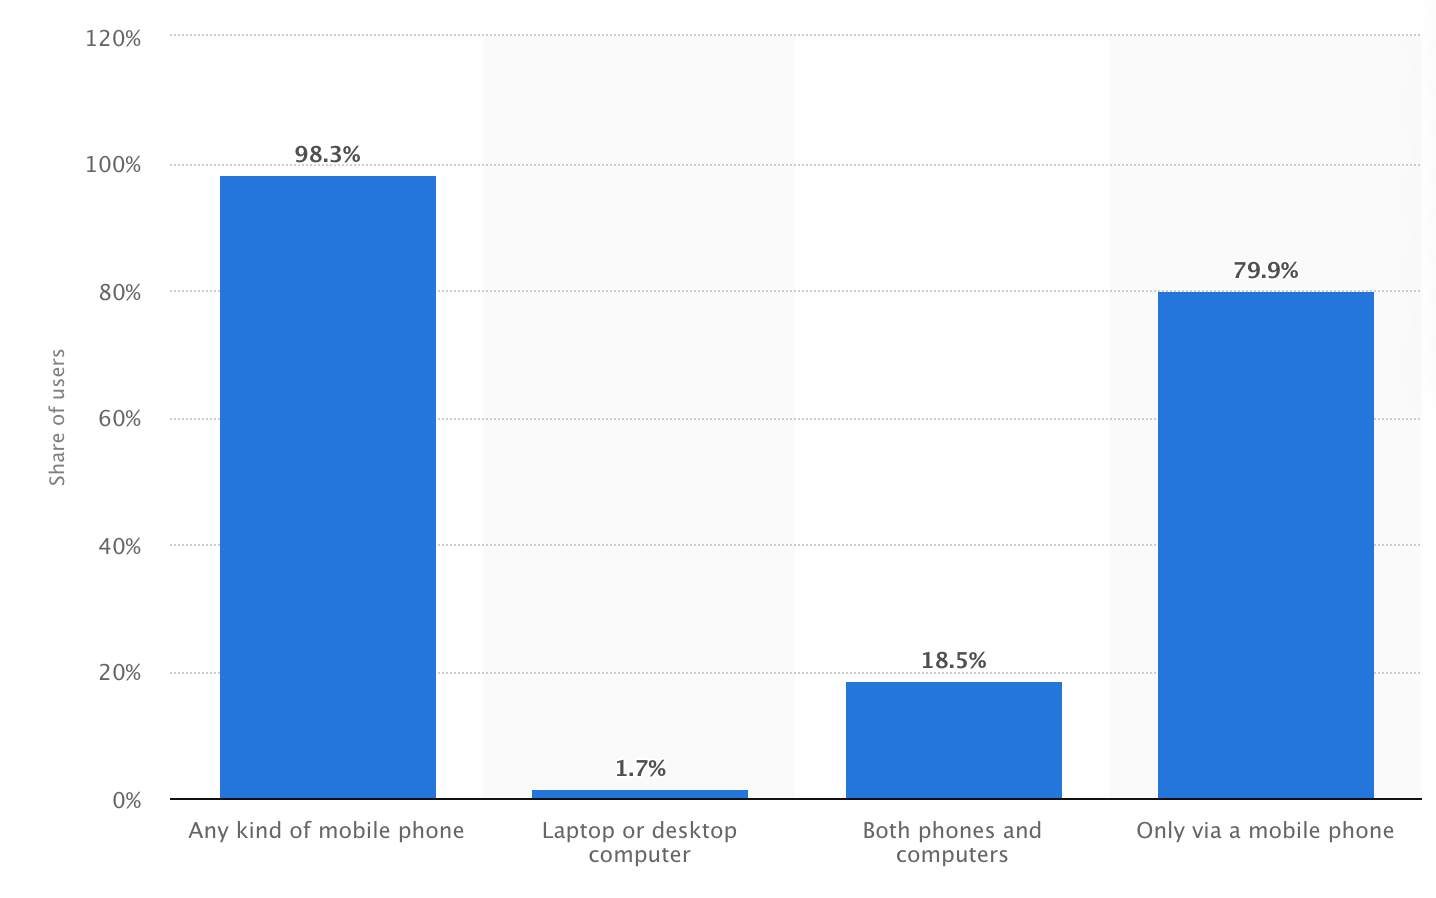 120%
100%
80%
60%
40%
20%
0%
Share of users
98.3%
1.7%
18.5%
79.9%
Any kind of mobile phone
Laptop or desktop
computer
Both phones and
computers
Only via a mobile phone